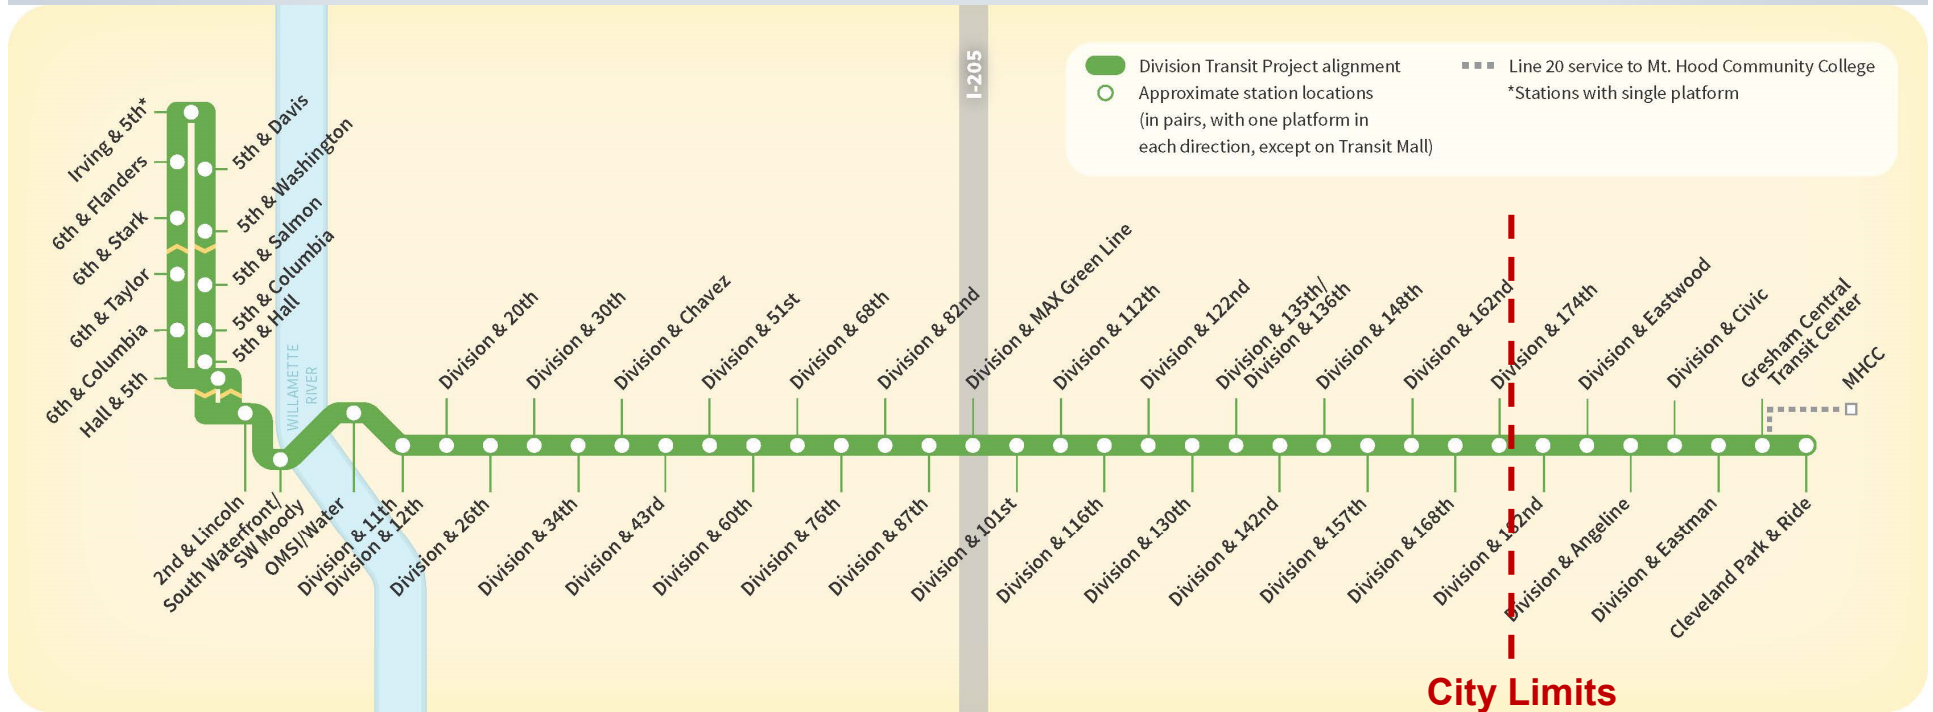 I-205
Division Transit Project alignment
Approximate station locations
(in pairs, with one platform in
each direction, except on Transit Mall)
Line 20 service to Mt. Hood Community College
*Stations with single platform
Irving & 5th*
6th & Flanders
6th & Stark
6th & Taylor
6th & Columbia
Hall & 5th
5th & Davis
5th & Washington
5th & Salmon
5th & Columbia
5th & Hall
WILLAMETTE
RIVER
Division & 20th
Division & 30th
Division & Chavez
Division & 51st
Division & 68th
Division & 82nd
Division & MAX Green Line
Division & 112th
Division & 122nd
Division & 135th/
Division & 136th
Division & 148th
Division & 162nd
Division & 174th
Division & Eastwood
Division & Civic
Gresham Central
Transit Center
MHCC
2nd & Lincoln
South Waterfront/
SW Moody
OMSI/Water
Division & 11th
Division & 12th
Division & 26th
Division & 34th
Division & 43rd
Division & 60th
Division & 76th
Division & 87th
Division & 101st
Division & 116th
Division & 130th
Division & 142nd
Division & 157th
Division & 168th
Division & 182nd
Division & Angeline
Division & Eastman
Cleveland Park & Ride
City Limits